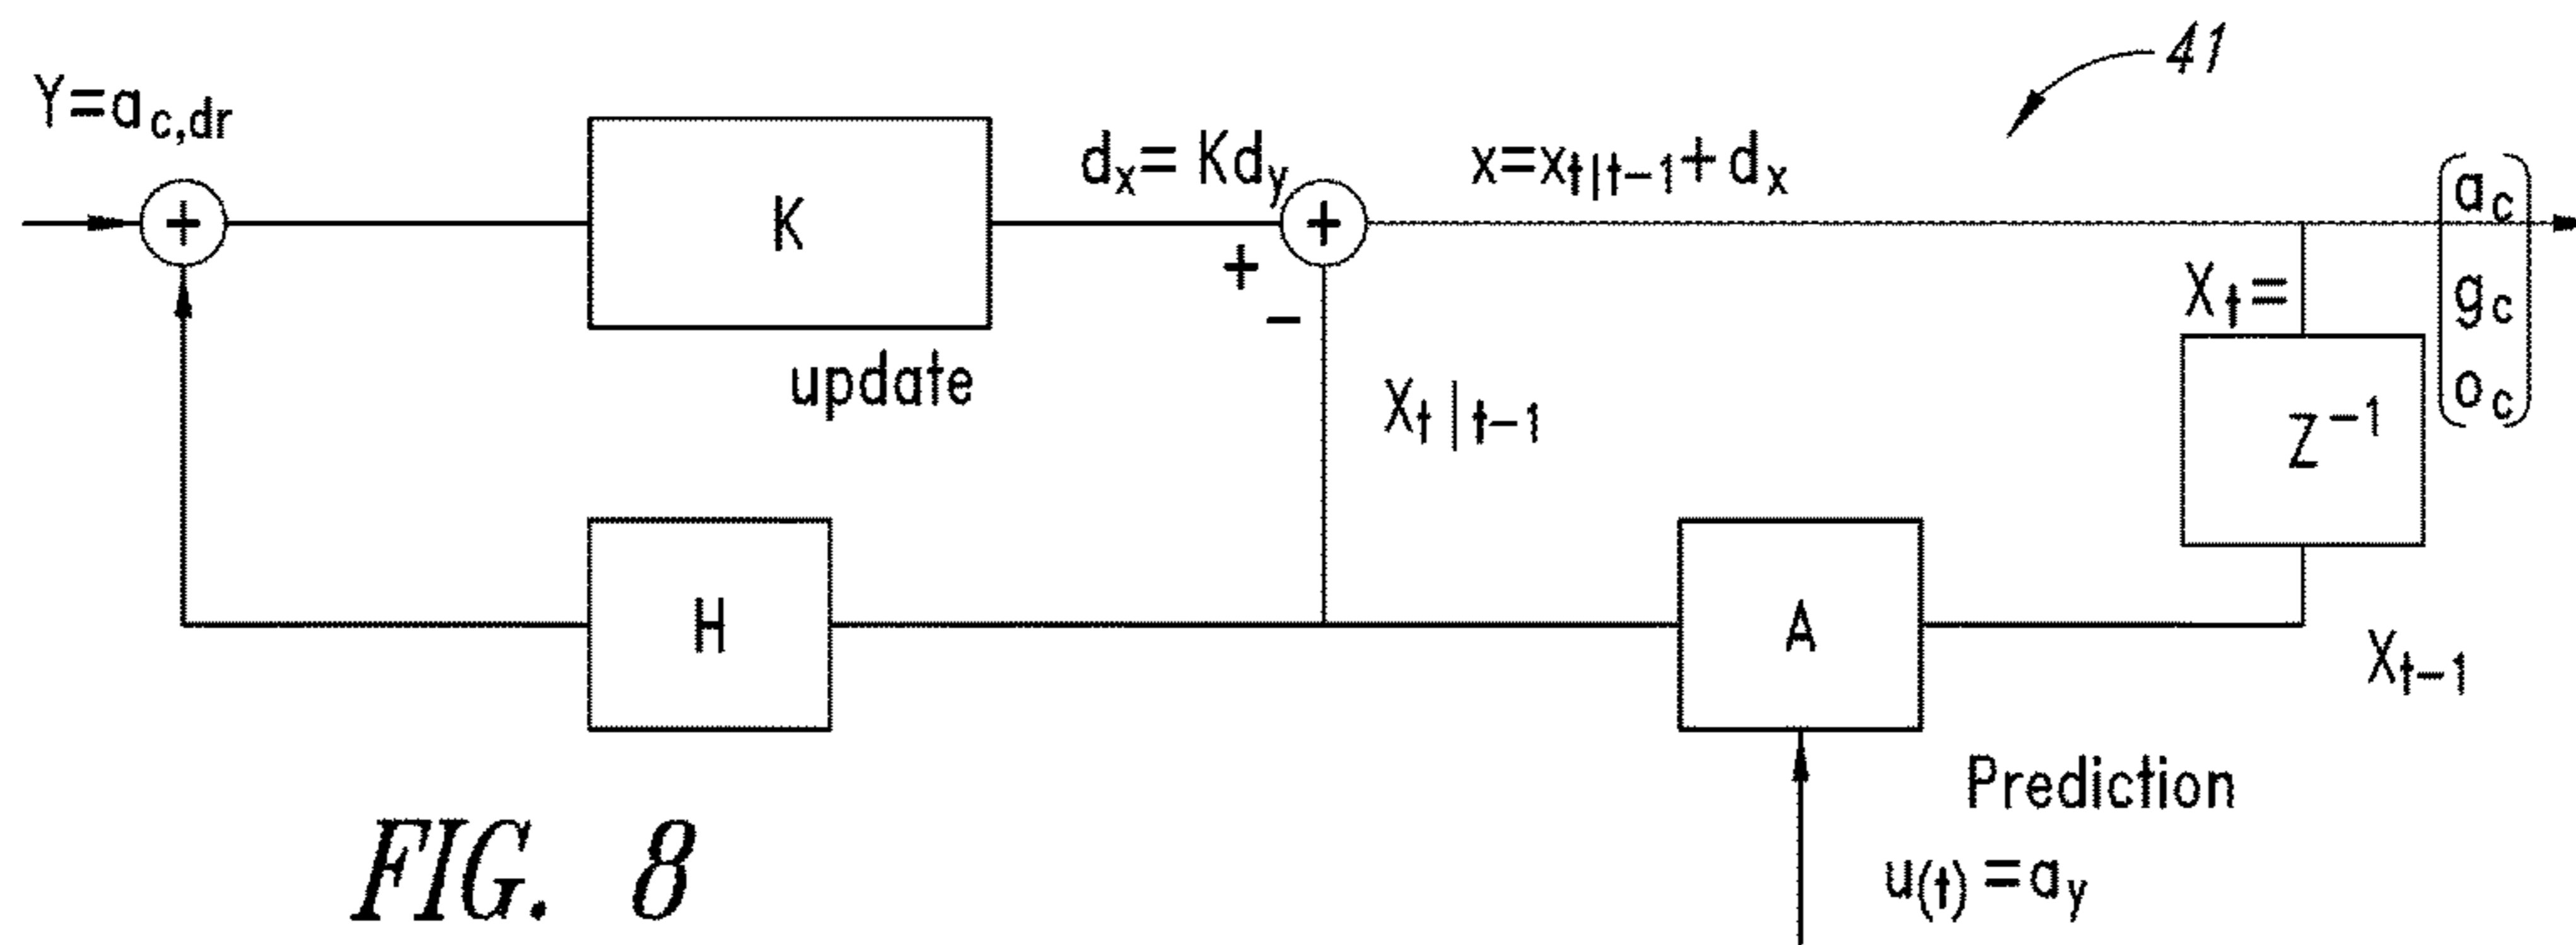 41
Y=a_c,dr
+
K
d_x= Kd_y
+
x=x_t|t-1+d_x
+
-
update
X_t|t-1
X_t=
a_c
g_c
o_c
Z^-1
H
A
X_t-1
Prediction
u(t)=a_y
FIG. 8